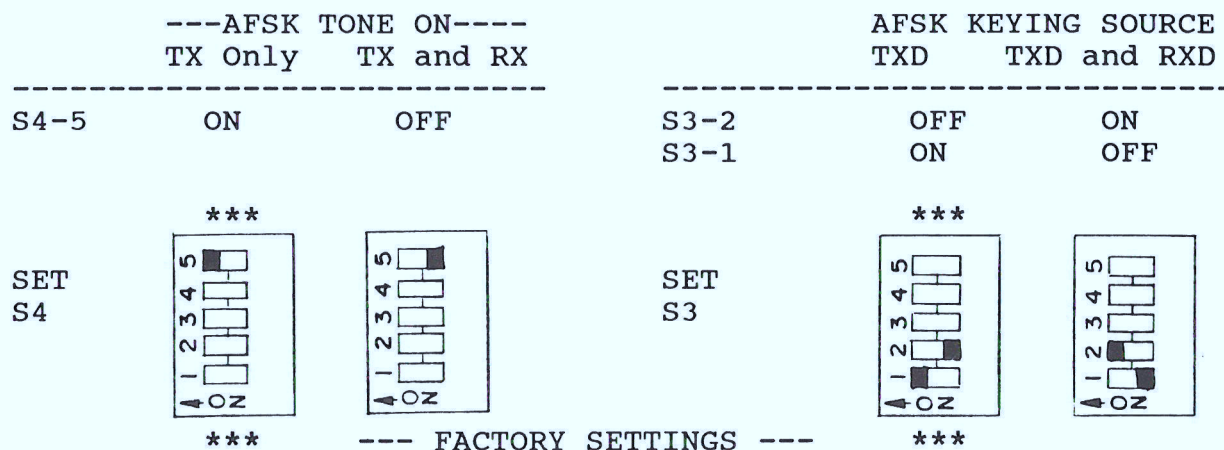 ---AFSK TONE ON----
TX Only TX and RX
S4-5 ON OFF
*** 
SET
S4
5
4
3
2
1
ON
5
4
3
2
1
ON
***
AFSK KEYING SOURCE
TXD TXD and RXD
S3-2 OFF ON
S3-1 ON OFF
***
SET
S3
5
4
3
2
1
ON
5
4
3
2
1
ON
***
--- FACTORY SETTINGS ---